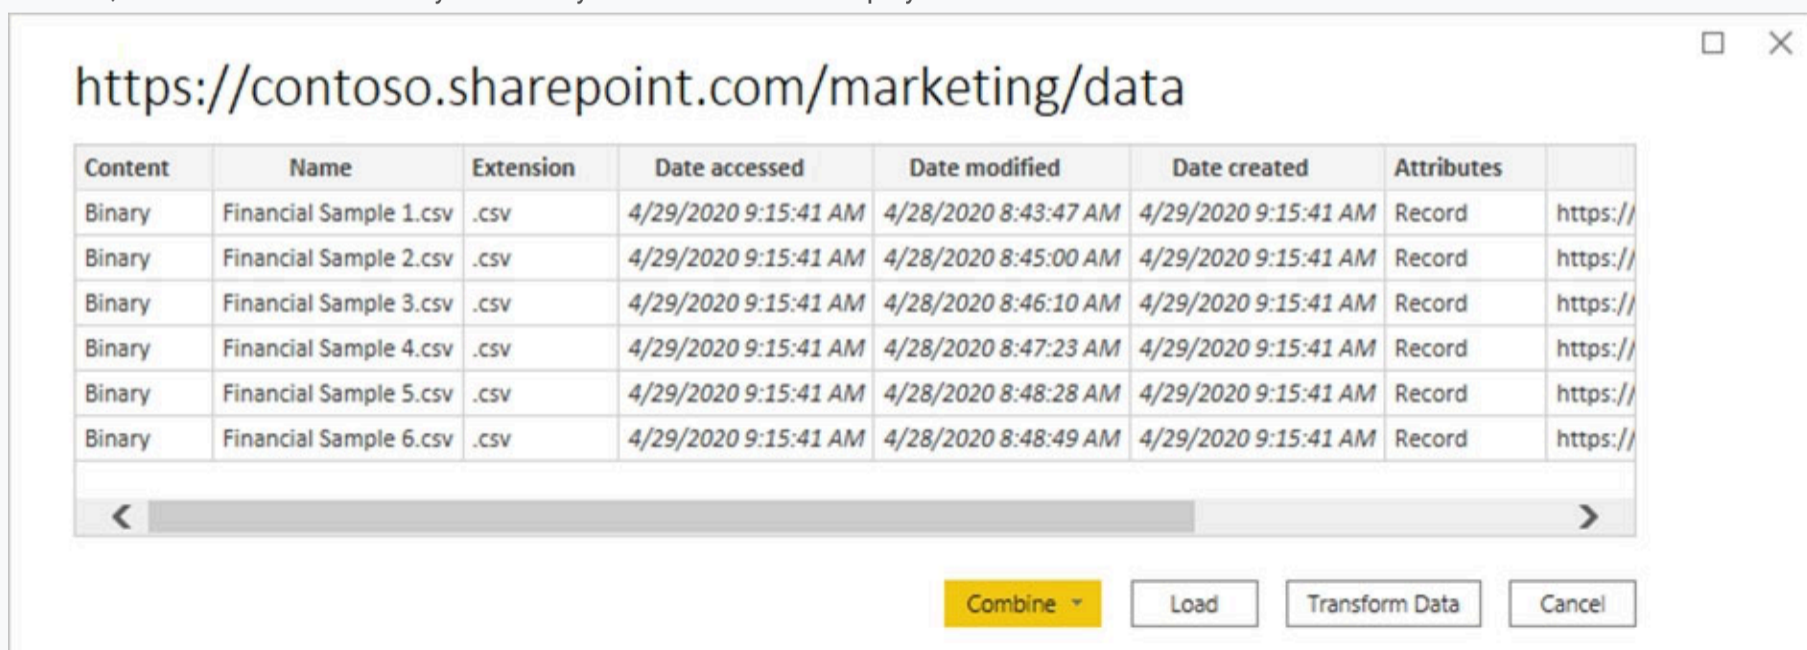 https://contoso.sharepoint.com/marketing/data
Content Name Extension Date accessed Date modified Date created Attributes
Binary Financial Sample 1.csv .csv 4/29/2020 9:15:41 AM 4/28/2020 8:43:47 AM 4/29/2020 9:15:41 AM Record https://
Binary Financial Sample 2.csv .csv 4/29/2020 9:15:41 AM 4/28/2020 8:45:00 AM 4/29/2020 9:15:41 AM Record https://
Binary Financial Sample 3.csv .csv 4/29/2020 9:15:41 AM 4/28/2020 8:46:10 AM 4/29/2020 9:15:41 AM Record https://
Binary Financial Sample 4.csv .csv 4/29/2020 9:15:41 AM 4/28/2020 8:47:23 AM 4/29/2020 9:15:41 AM Record https://
Binary Financial Sample 5.csv .csv 4/29/2020 9:15:41 AM 4/28/2020 8:48:28 AM 4/29/2020 9:15:41 AM Record https://
Binary Financial Sample 6.csv .csv 4/29/2020 9:15:41 AM 4/28/2020 8:48:49 AM 4/29/2020 9:15:41 AM Record https://
Combine Load Transform Data Cancel